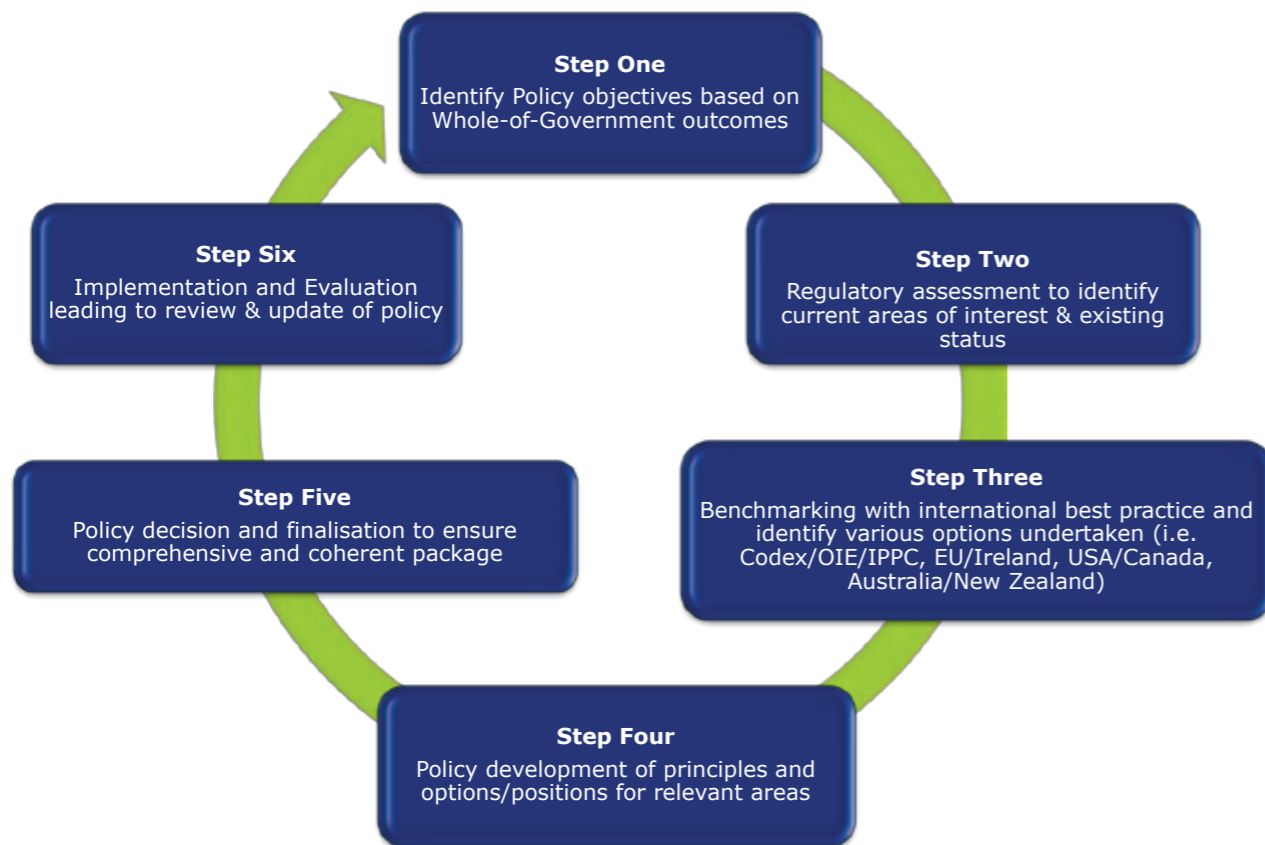 Step One
Identify Policy objectives based on
Whole-of-Government outcomes
Step Two
Regulatory assessment to identify
current areas of interest & existing
status
Step Three
Benchmarking with international best practice and
identify various options undertaken (i.e.
Codex/OIE/IPPC, EU/Ireland, USA/Canada,
Australia/New Zealand)
Step Four
Policy development of principles and
options/positions for relevant areas
Step Five
Policy decision and finalisation to ensure
comprehensive and coherent package
Step Six
Implementation and Evaluation
leading to review & update of policy